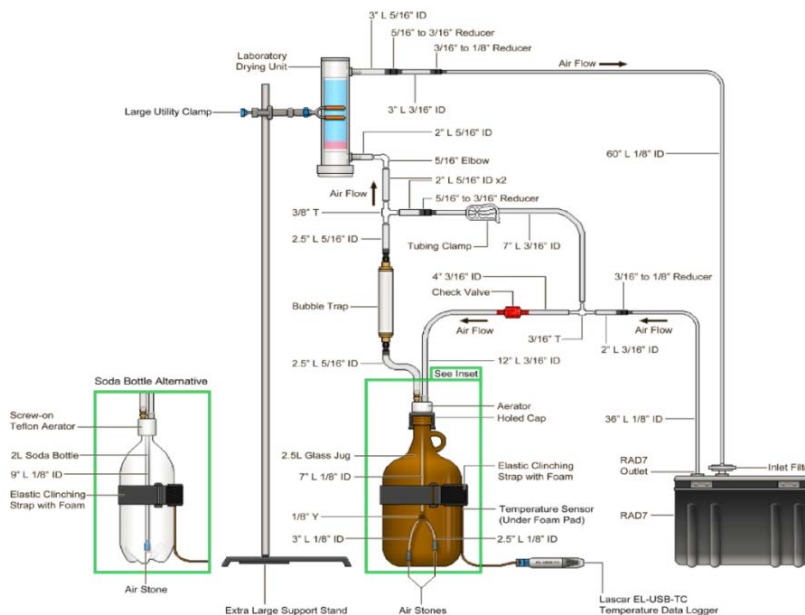 3" L 5/16" ID
5/16" to 3/16" Reducer
3/16" to 1/8" Reducer
Laboratory
Drying Unit
Air Flow
Large Utility Clamp
3" L 3/16" ID
2" L 5/16" ID
5/16" Elbow
60" L 1/8" ID
2" L 5/16" ID x2
Air Flow
5/16" to 3/16" Reducer
3/8" T
2.5" L 5/16" ID
Tubing Clamp
7" L 3/16" ID
4" 3/16" ID
3/16" to 1/8" Reducer
Check Valve
Bubble Trap
Air Flow
3/16" T
Air Flow
2" L 3/16" ID
2.5" L 5/16" ID
12" L 3/16" ID
See Inset
Soda Bottle Alternative
Aerator
Holed Cap
36" L 1/8" ID
Screw-on
Teflon Aerator
2L Soda Bottle
9" L 1/8" ID
Elastic Clinching
Strap with Foam
2.5L Glass Jug
7" L 1/8" ID
Elastic Clinching
Strap with Foam
RAD7
Outlet
Inlet Filt
1/8" Y
Temperature Sensor
(Under Foam Pad)
RAD7
3" L 1/8" ID
2.5" L 1/8" ID
EL-USB-TC
Air Stone
Extra Large Support Stand
Air Stones
Lascar EL-USB-TC
Temperature Data Logger